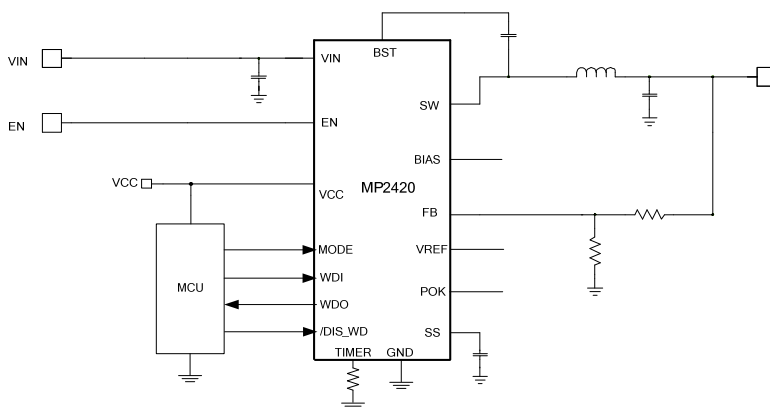 BST
VIN
VIN
SW
EN
EN
BIAS
VCC
VCC
MP2420
FB
MODE
VREF
WDI
MCU
POK
WDO
/DIS_WD
SS
TIMER
GND